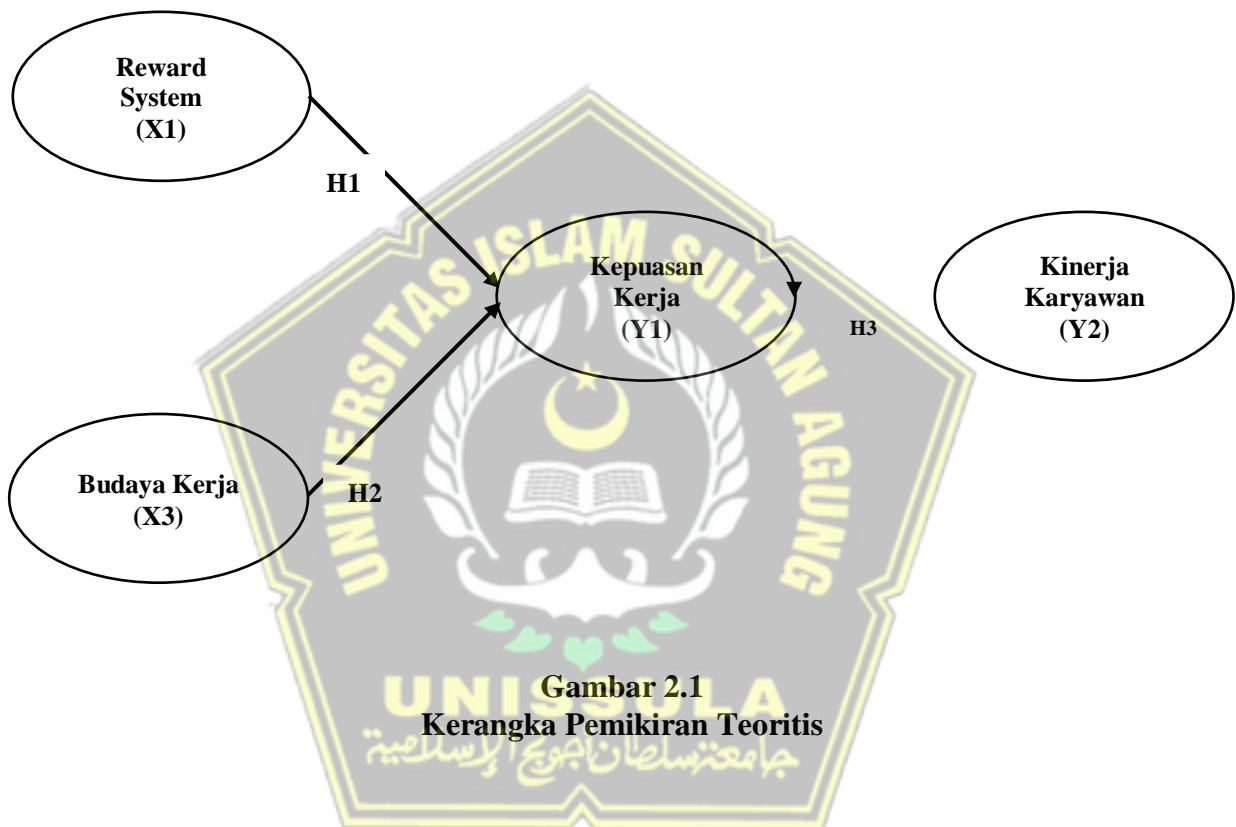 Reward
System
(X1)
H1
Kepuasan
Kerja
(Y1)
H3
Kinerja
Karyawan
(Y2)
Budaya Kerja
(X3)
H2
UNIVERSITAS ISLAM SULTAN AGUNG
UNISSULA
جامعتسلطان أجونج الإسلامية
Gambar 2.1
Kerangka Pemikiran Teoritis